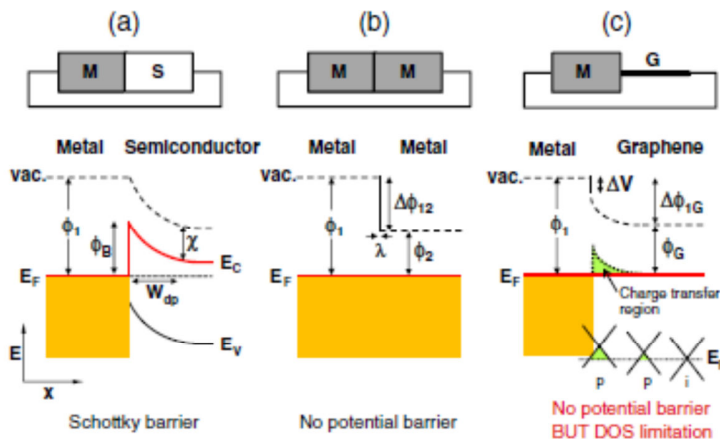 (a) (b) (c)
M S M M M G
Metal Semiconductor Metal Metal Metal Graphene
vac. vac. vac.
ϕ₁ ϕB χ EC
ϕ₁ Δϕ₁₂ λ ϕ₂
ϕ₁ ΔV Δϕ₁G ϕG
EF Wdp EF EF
Charge transfer
region
E EV
x
p p i
Schottky barrier No potential barrier No potential barrier
BUT DOS limitation